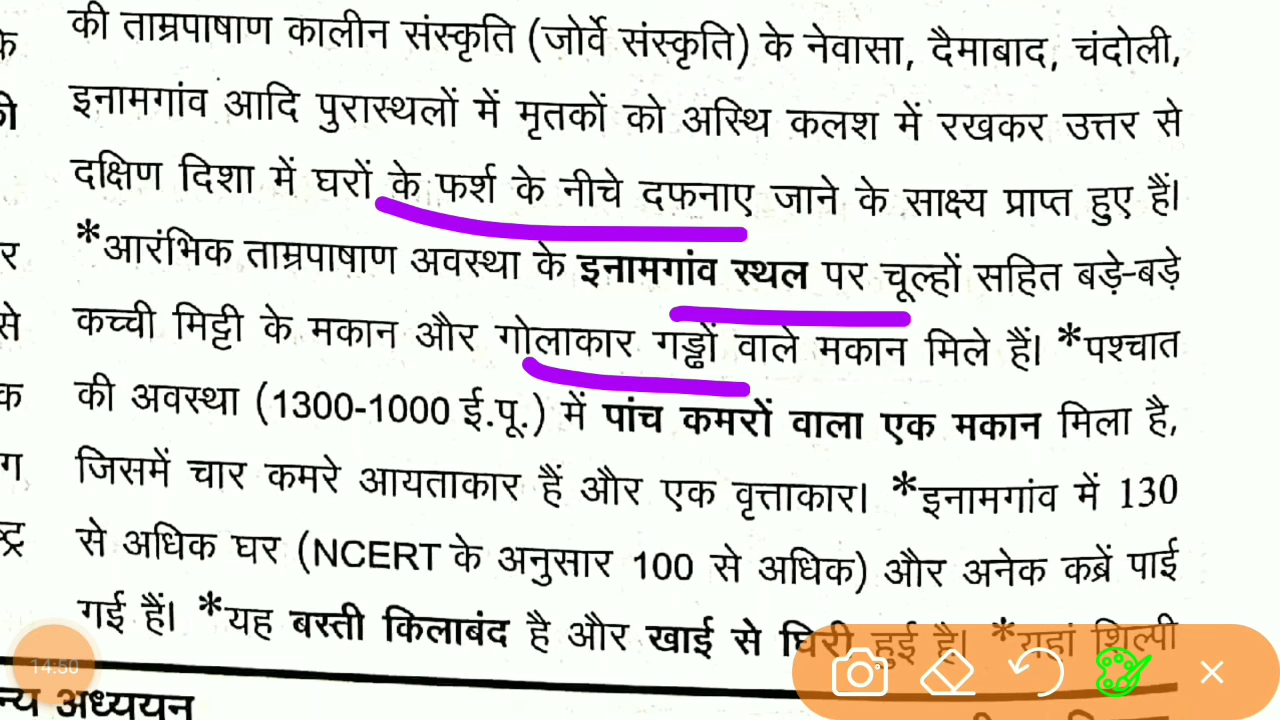 की ताम्रपाषाण कालीन संस्कृति (जोर्वे संस्कृति) के नेवासा, दैमाबाद, चंदोली,
इनामगांव आदि पुरास्थलों में मृतकों को अस्थि कलश में रखकर उत्तर से
दक्षिण दिशा में घरों के फर्श के नीचे दफनाए जाने के साक्ष्य प्राप्त हुए हैं।
*आरंभिक ताम्रपाषाण अवस्था के इनामगांव स्थल पर चूल्हों सहित बड़े-बड़े
कच्ची मिट्टी के मकान और गोलाकार गड्ढों वाले मकान मिले हैं। *पश्चात
की अवस्था (1300-1000 ई.पू.) में पांच कमरों वाला एक मकान मिला है,
जिसमें चार कमरे आयताकार हैं और एक वृत्ताकार। *इनामगांव में 130
से अधिक घर (NCERT के अनुसार 100 से अधिक) और अनेक कब्रें पाई
गई हैं। *यह बस्ती किलाबंद है और खाई से घिरी हुई है। *यहां शिल्पी
14:50
न्य अध्ययन